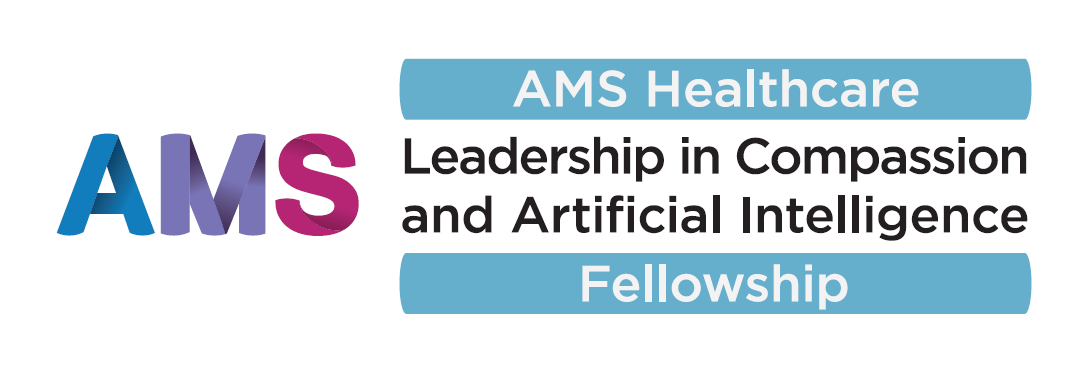 AMS
AMS Healthcare
Leadership in Compassion
and Artificial Intelligence
Fellowship